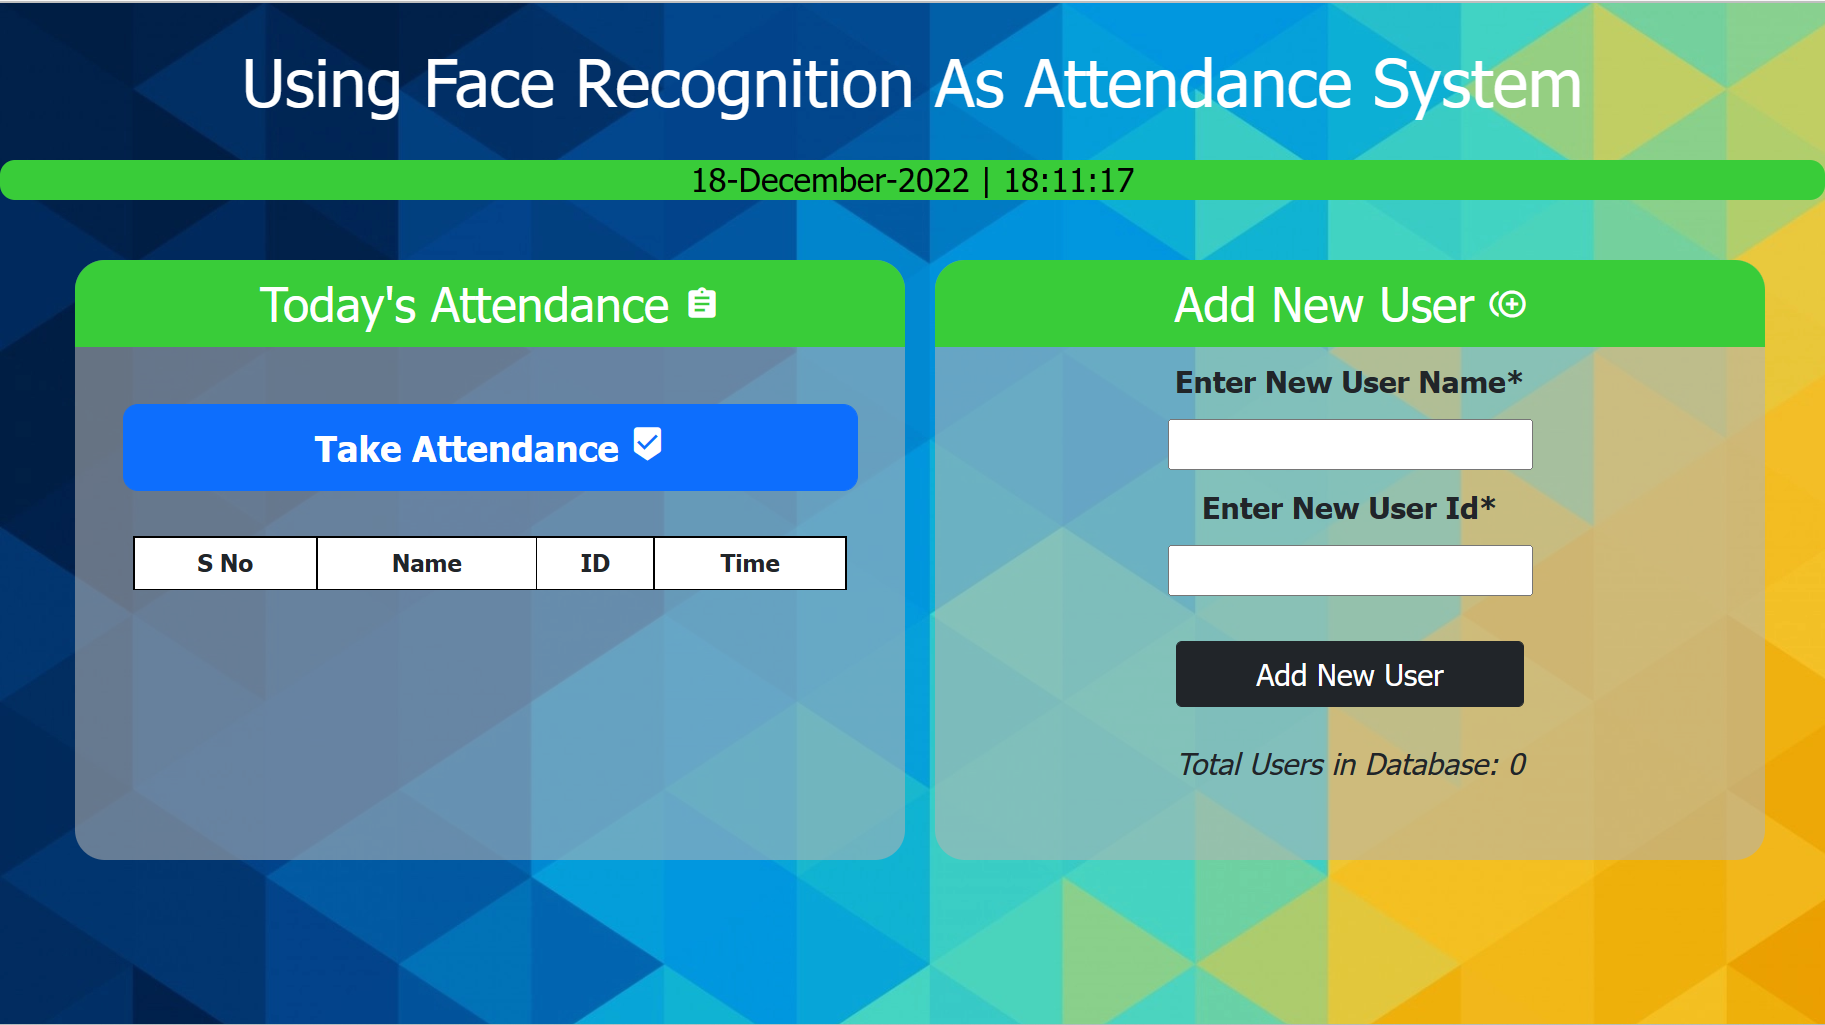 Using Face Recognition As Attendance System
18-December-2022 | 18:11:17
Today's Attendance
Take Attendance
S No Name ID Time
Add New User
Enter New User Name*
Enter New User Id*
Add New User
Total Users in Database: 0